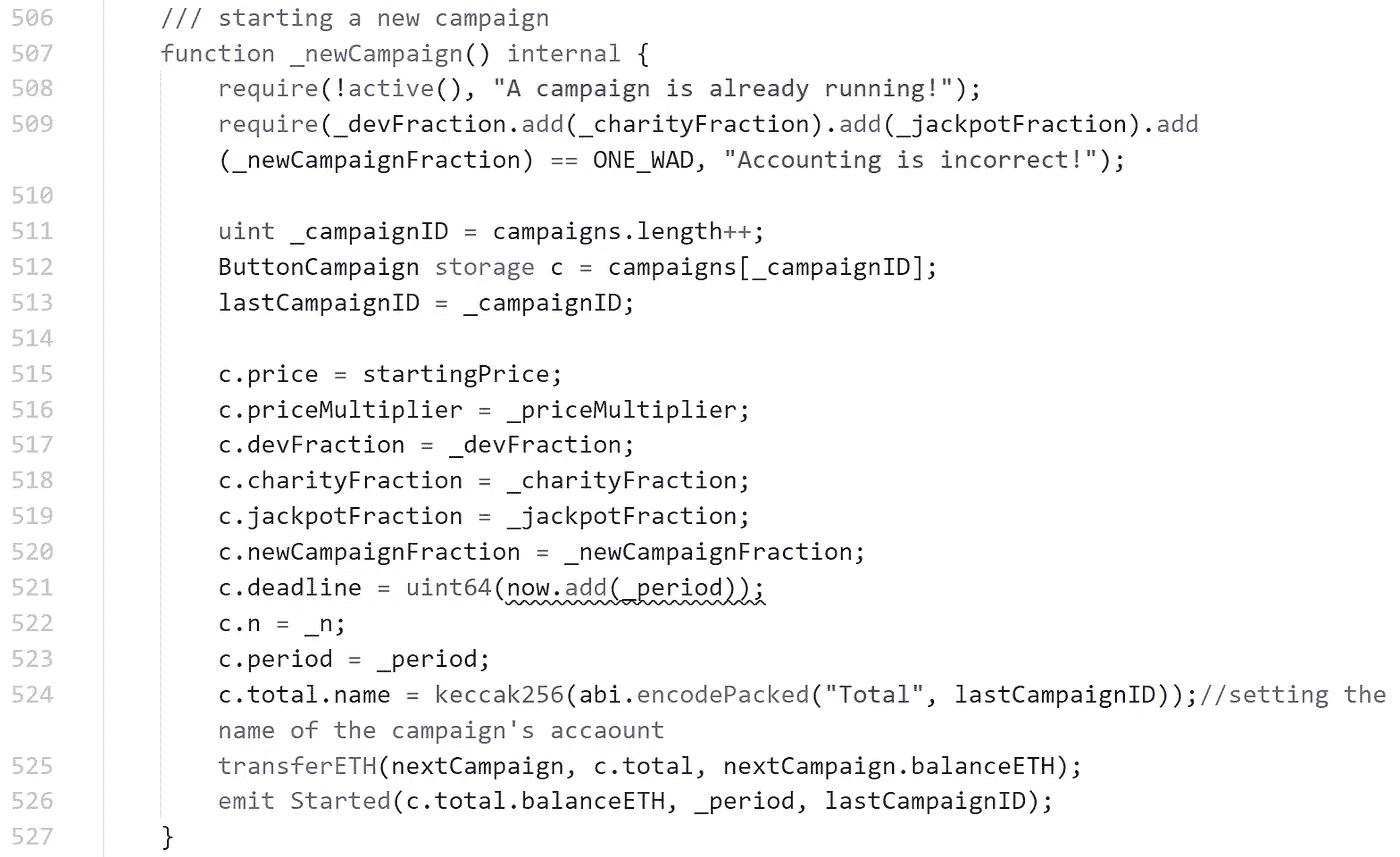 506 /// starting a new campaign
507 function _newCampaign() internal {
508 require(!active(), "A campaign is already running!");
509 require(_devFraction.add(_charityFraction).add(_jackpotFraction).add
(_newCampaignFraction) == ONE_WAD, "Accounting is incorrect!");
510
511 uint _campaignID = campaigns.length++;
512 ButtonCampaign storage c = campaigns[_campaignID];
513 lastCampaignID = _campaignID;
514
515 c.price = startingPrice;
516 c.priceMultiplier = _priceMultiplier;
517 c.devFraction = _devFraction;
518 c.charityFraction = _charityFraction;
519 c.jackpotFraction = _jackpotFraction;
520 c.newCampaignFraction = _newCampaignFraction;
521 c.deadline = uint64(now.add(_period));
522 c.n = _n;
523 c.period = _period;
524 c.total.name = keccak256(abi.encodePacked("Total", lastCampaignID));//setting the
name of the campaign's accaount
525 transferETH(nextCampaign, c.total, nextCampaign.balanceETH);
526 emit Started(c.total.balanceETH, _period, lastCampaignID);
527 }